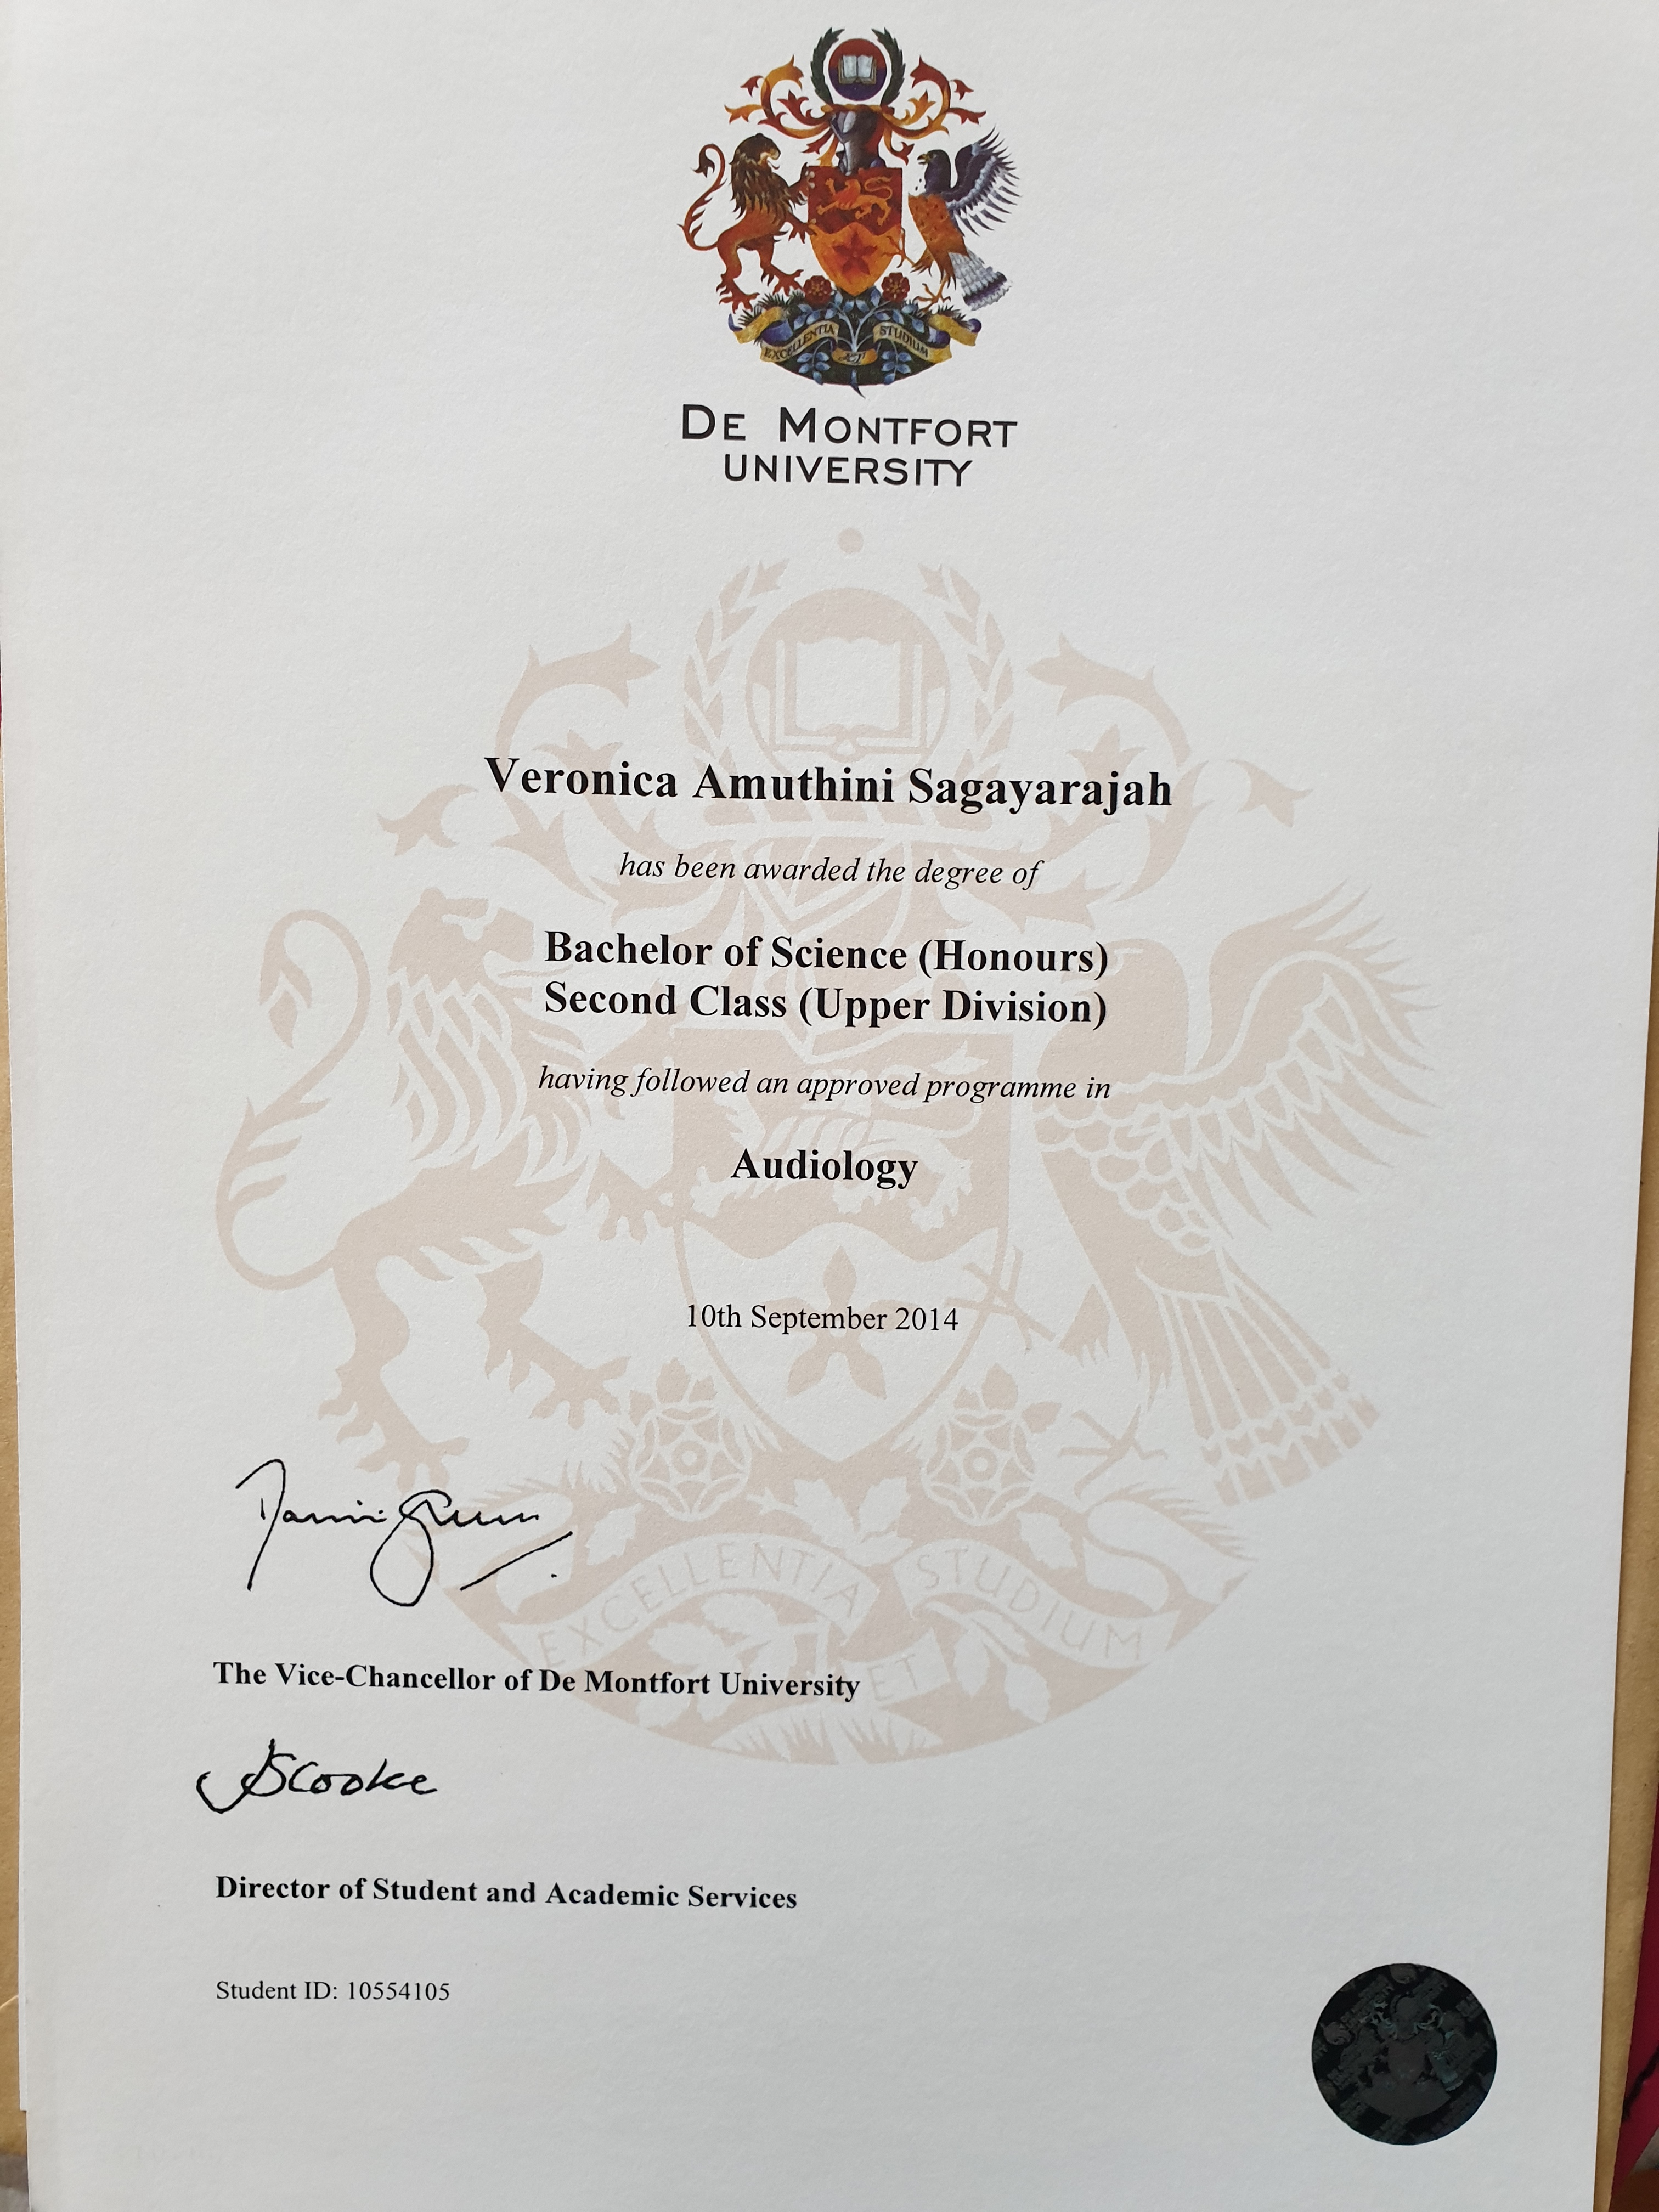 EXCELLENTIA ET STUDIUM
DE MONTFORT
UNIVERSITY
Veronica Amuthini Sagayarajah
has been awarded the degree of
Bachelor of Science (Honours)
Second Class (Upper Division)
having followed an approved programme in
Audiology
10th September 2014
EXCELLENTIA ET STUDIUM
The Vice-Chancellor of De Montfort University
JSCooke
Director of Student and Academic Services
Student ID: 10554105